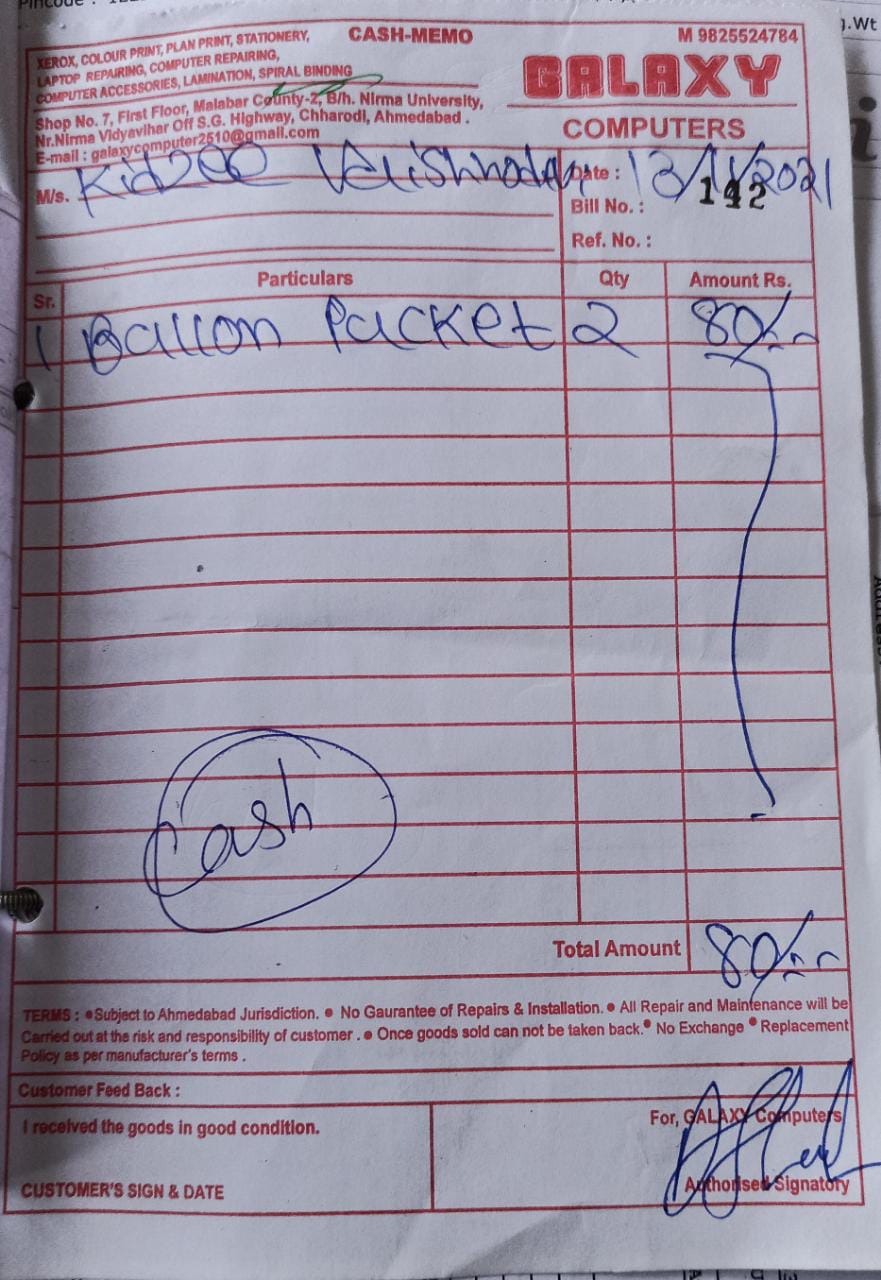 CASH-MEMO
M 9825524784
XEROX, COLOUR PRINT, PLAN PRINT, STATIONERY,
LAPTOP REPAIRING, COMPUTER REPAIRING,
COMPUTER ACCESSORIES, LAMINATION, SPIRAL BINDING
GALAXY
COMPUTERS
Shop No. 7, First Floor, Malabar County-2, B/h. Nirma University,
Nr.Nirma Vidyavihar Off S.G. Highway, Chharodi, Ahmedabad .
E-mail : galaxycomputer2510@gmail.com
M/s. Kidzee Vaishnodevi
Date : 13/11/2021
Bill No. : 142
Ref. No. :
Sr. Particulars Qty Amount Rs.
1 Ballon Packet 2 80/--
Cash
Total Amount 80/--
TERMS : •Subject to Ahmedabad Jurisdiction. • No Gaurantee of Repairs & Installation. • All Repair and Maintenance will be
Carried out at the risk and responsibility of customer . • Once goods sold can not be taken back.• No Exchange • Replacement
Policy as per manufacturer's terms .
Customer Feed Back :
I received the goods in good condition.
For, GALAXY Computers
CUSTOMER'S SIGN & DATE
Authorised Signatory
g.Wt